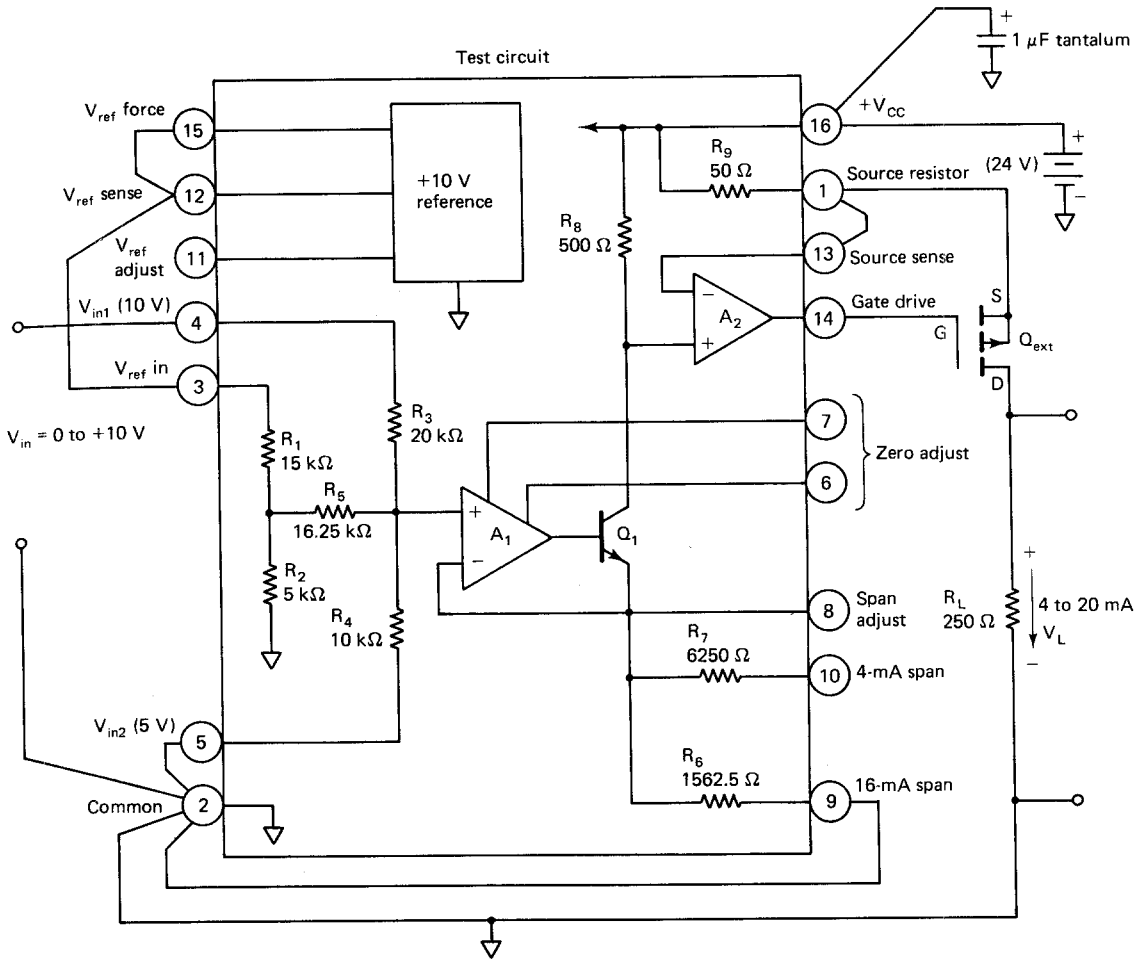 1 μF tantalum
+
Test circuit
V_ref force
15
+V_CC
16
+
(24 V)
−
R_9
50 Ω
1
Source resistor
V_ref sense
12
+10 V
reference
R_8
500 Ω
13
Source sense
V_ref
adjust
11
−
A_2
+
14
Gate drive
S
G
Q_ext
D
V_in1 (10 V)
4
V_ref in
3
V_in = 0 to +10 V
R_3
20 kΩ
7
Zero adjust
6
R_1
15 kΩ
R_5
16.25 kΩ
+
A_1
−
Q_1
R_2
5 kΩ
R_4
10 kΩ
8
Span
adjust
R_L
250 Ω
+
4 to 20 mA
V_L
−
R_7
6250 Ω
10
4-mA span
V_in2 (5 V)
5
R_6
1562.5 Ω
9
16-mA span
Common
2